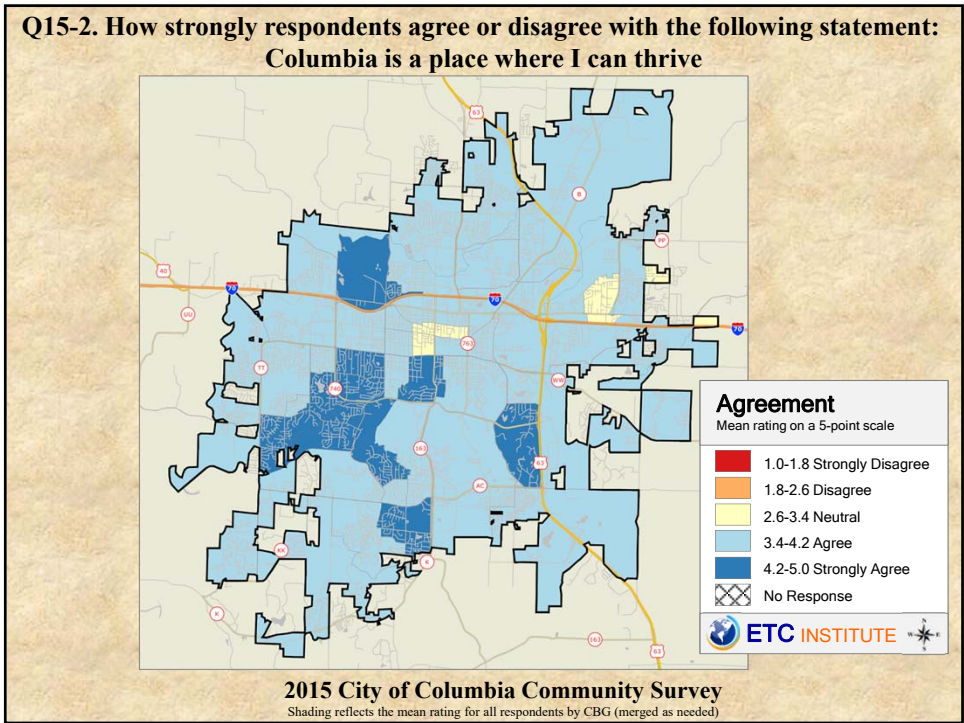 Q15-2. How strongly respondents agree or disagree with the following statement:
Columbia is a place where I can thrive
63
B
PP
40
70
UU
70
70
763
TT
740
WW
163
63
AC
KK
K
K
163
63
Agreement
Mean rating on a 5-point scale
1.0-1.8 Strongly Disagree
1.8-2.6 Disagree
2.6-3.4 Neutral
3.4-4.2 Agree
4.2-5.0 Strongly Agree
No Response
ETC INSTITUTE
2015 City of Columbia Community Survey
Shading reflects the mean rating for all respondents by CBG (merged as needed)